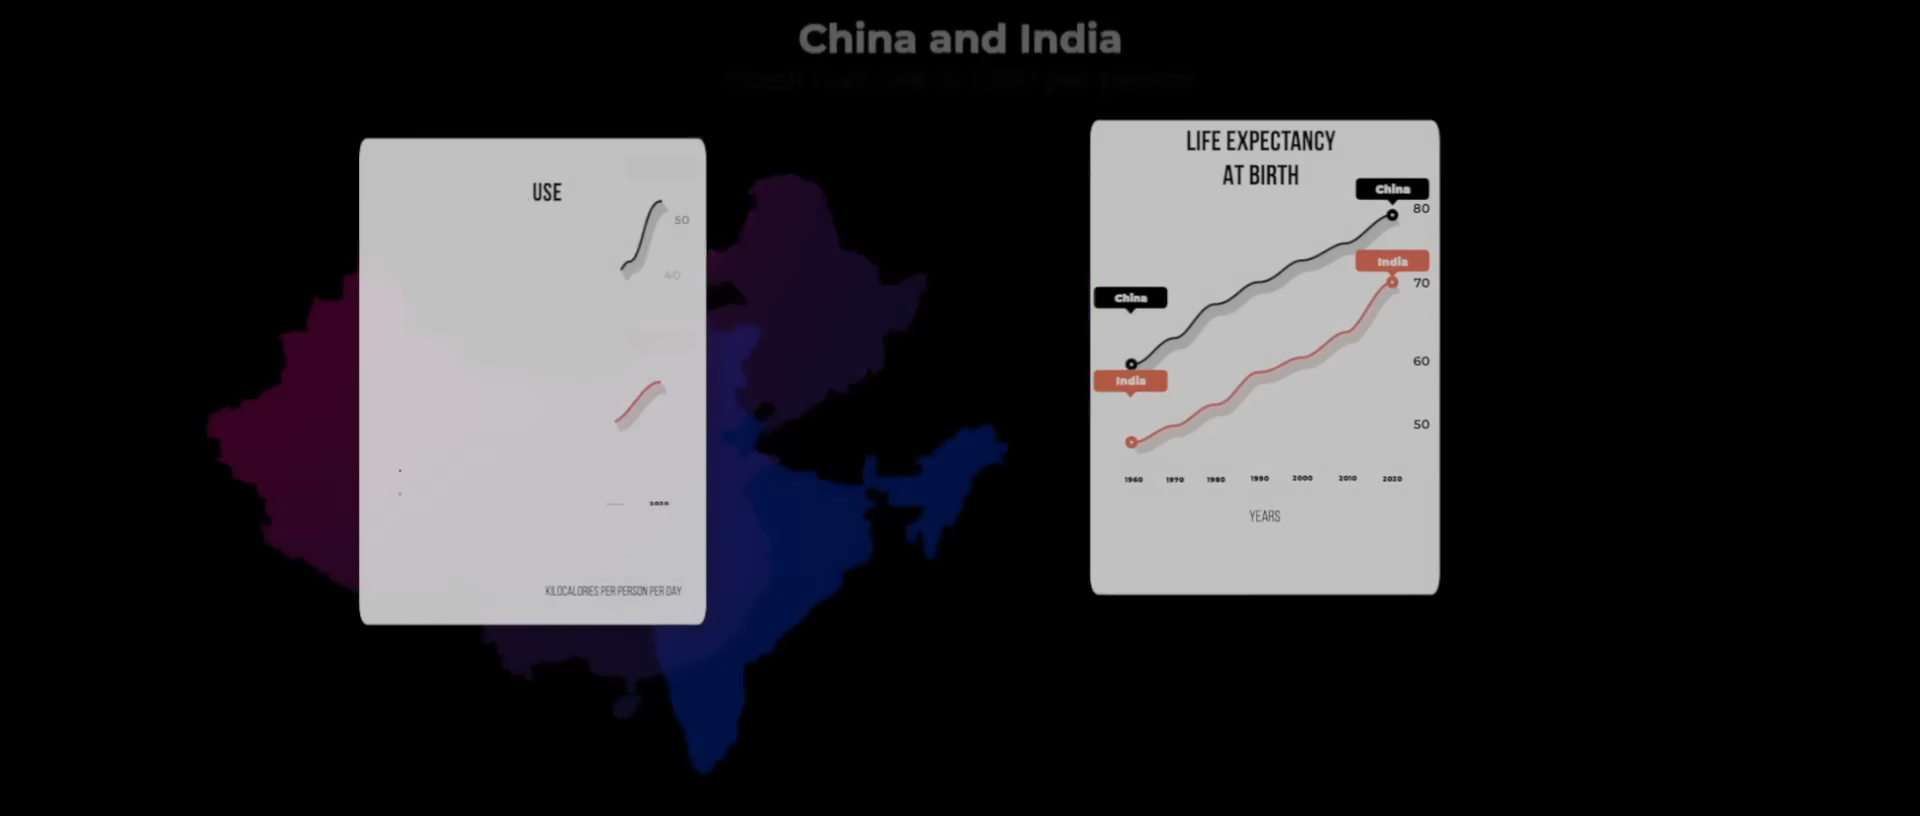 China and India
USE
50
40
2020
KILOCALORIES PER PERSON PER DAY
LIFE EXPECTANCY
AT BIRTH
China
80
India
70
China
60
India
50
1960 1970 1980 1990 2000 2010 2020
YEARS